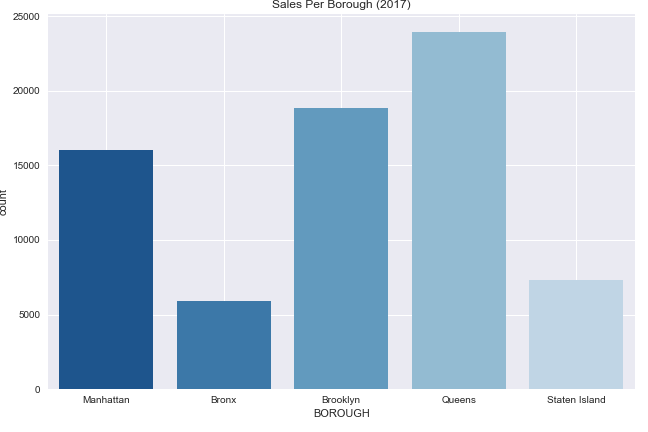 Sales Per Borough (2017)
25000
20000
15000
10000
5000
0
count
Manhattan Bronx Brooklyn Queens Staten Island
BOROUGH